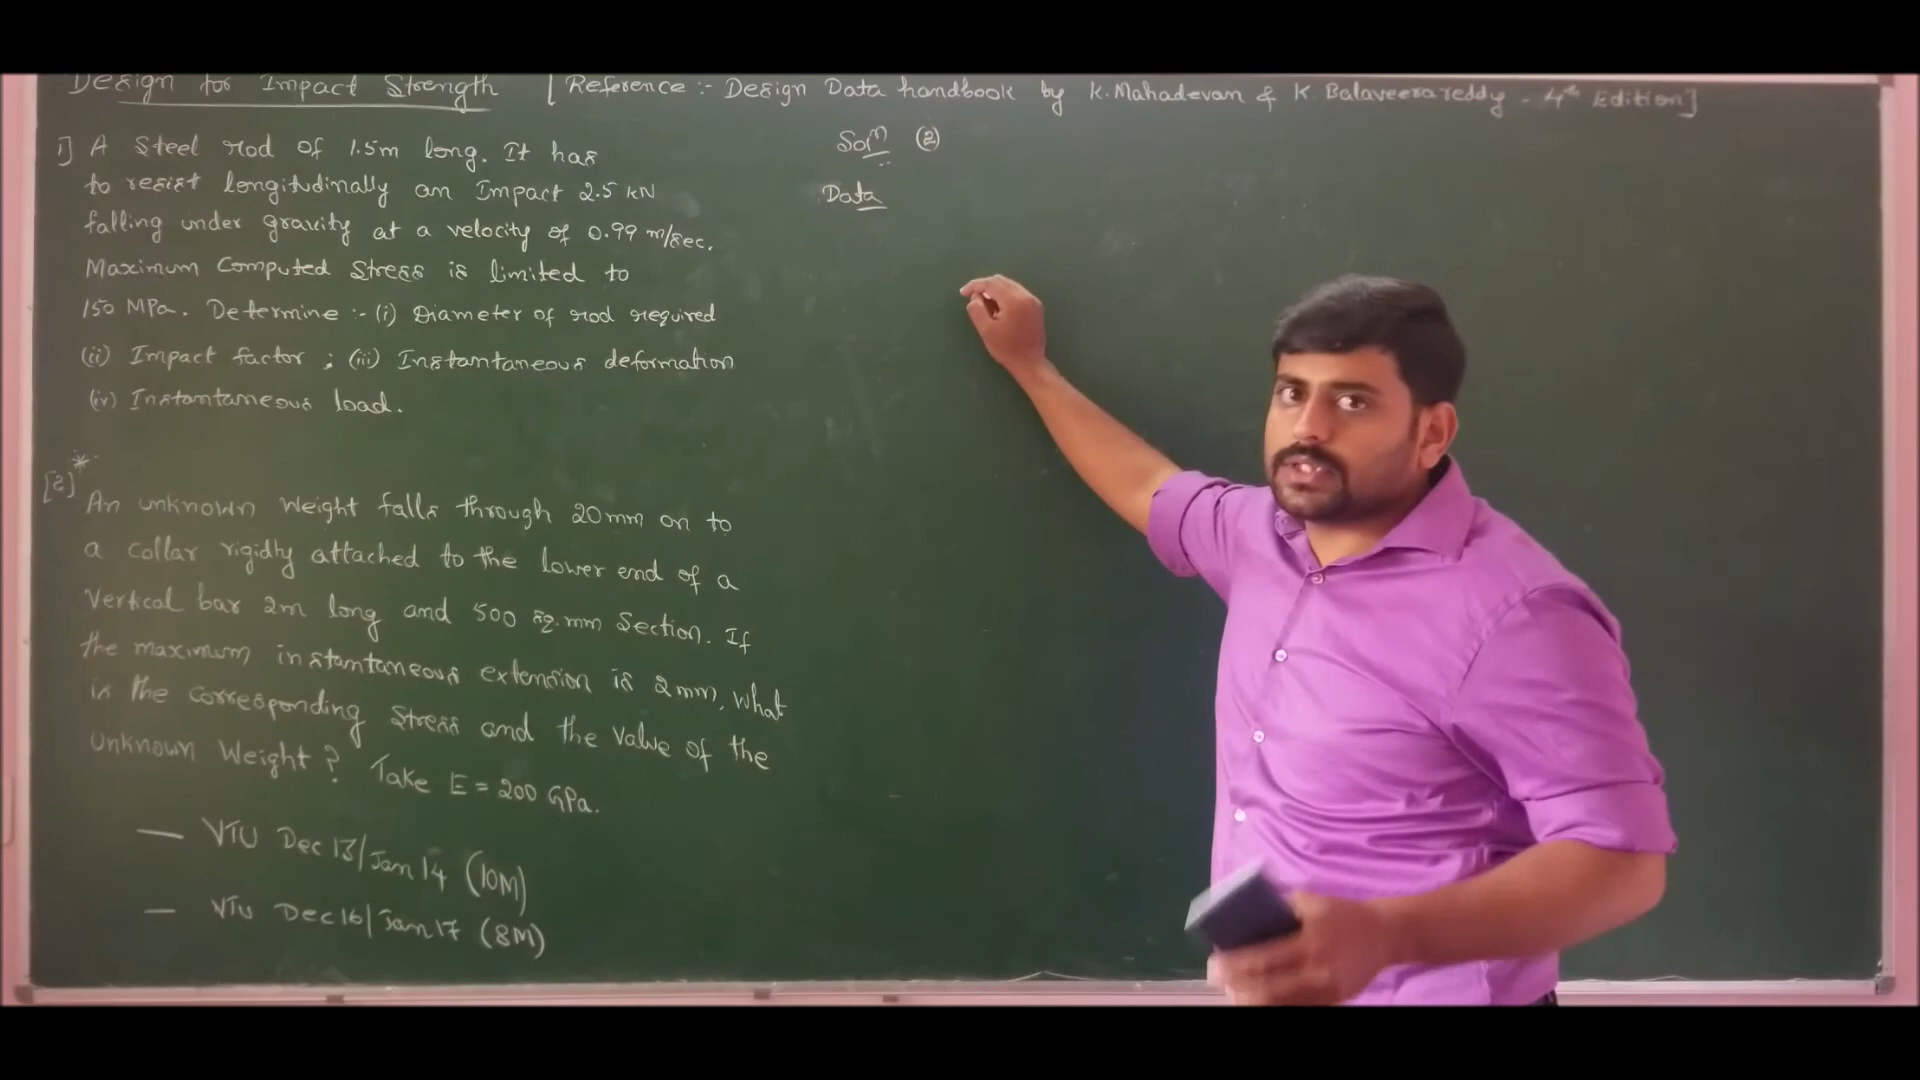 Design for Impact Strength [Reference :- Design Data handbook by K. Mahadevan & K. Balaveerareddy - 4th Edition]
1] A Steel rod of 1.5m long. It has
to resist longitudinally an Impact 2.5 kN
falling under gravity at a velocity of 0.99 m/sec.
Maximum Computed Stress is limited to
150 MPa. Determine :- (i) Diameter of rod required
(ii) Impact factor ; (iii) Instantaneous deformation
(iv) Instantaneous load.
[2]*
An unknown Weight falls through 20mm on to
a collar rigidly attached to the lower end of a
Vertical bar 2m long and 500 sq.mm Section. If
the maximum instantaneous extension is 2mm, what
is the corresponding Stress and the Value of the
unknown Weight? Take E = 200 GPa.
— VTU Dec 13/Jan 14 (10M)
— VTU Dec 16/Jan 17 (8M)
Soln (2)
Data